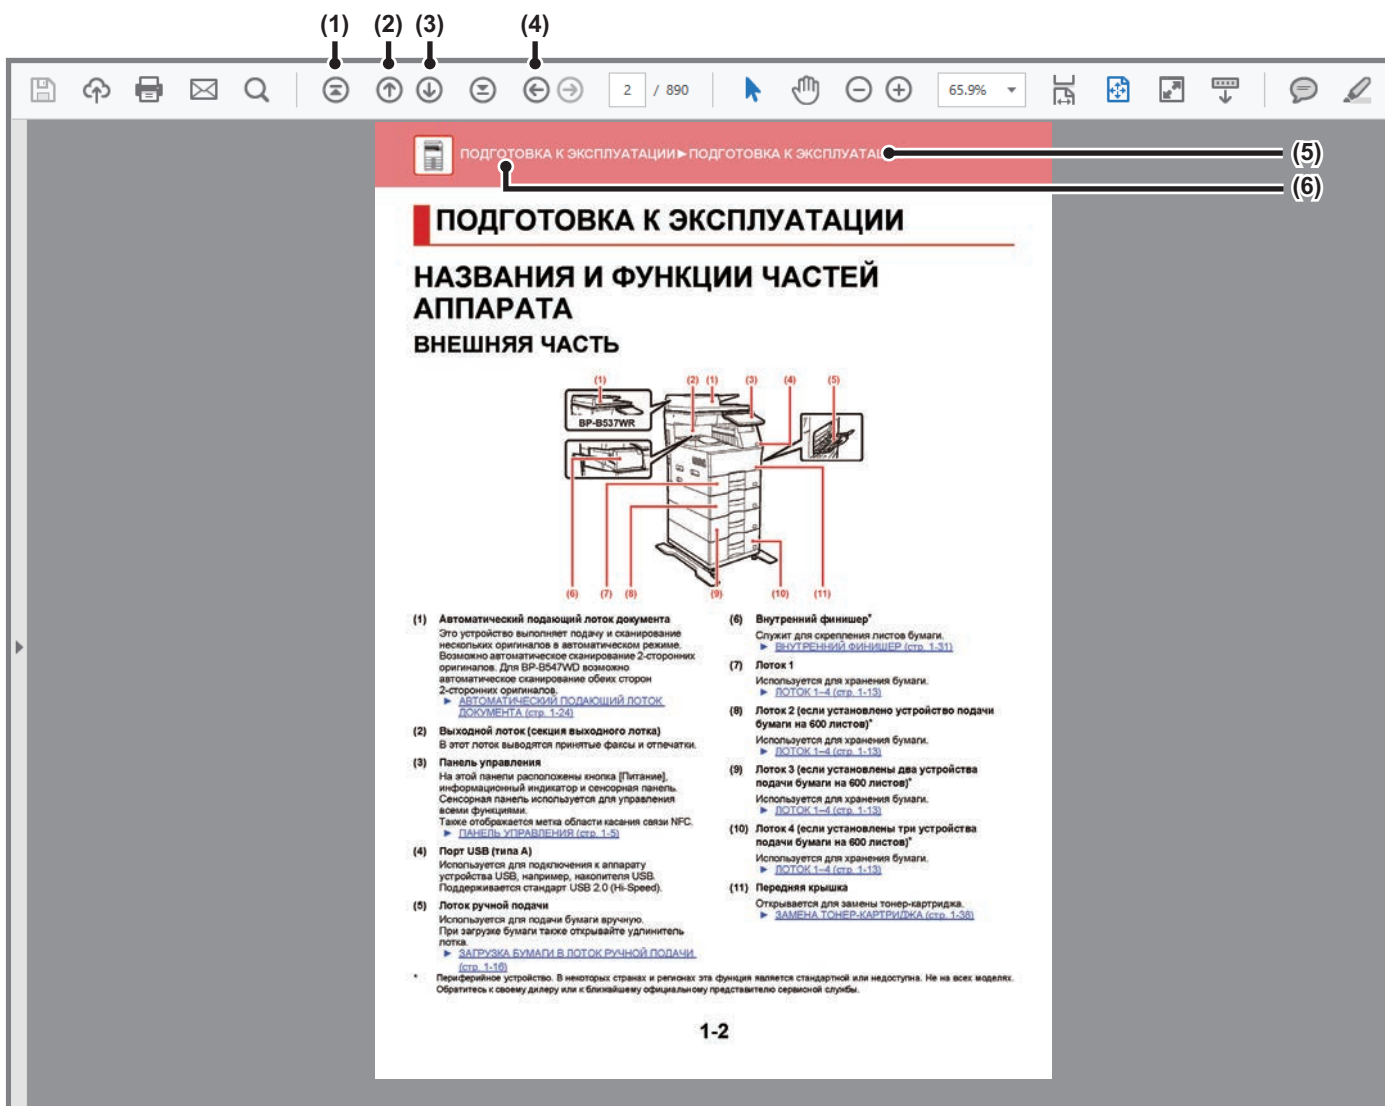 (1) (2) (3) (4)
2 / 890 65.9%
ПОДГОТОВКА К ЭКСПЛУАТАЦИИ►ПОДГОТОВКА К ЭКСПЛУАТАЦ
(5)
(6)
ПОДГОТОВКА К ЭКСПЛУАТАЦИИ
НАЗВАНИЯ И ФУНКЦИИ ЧАСТЕЙ
АППАРАТА
ВНЕШНЯЯ ЧАСТЬ
(1) (2) (1) (3) (4) (5)
BP-B537WR
(6) (7) (8) (9) (10) (11)
(1) Автоматический подающий лоток документа
Это устройство выполняет подачу и сканирование
нескольких оригиналов в автоматическом режиме.
Возможно автоматическое сканирование 2-сторонних
оригиналов. Для BP-B547WD возможно
автоматическое сканирование обеих сторон
2-сторонних оригиналов.
► АВТОМАТИЧЕСКИЙ ПОДАЮЩИЙ ЛОТОК
ДОКУМЕНТА (стр. 1-24)
(2) Выходной лоток (секция выходного лотка)
В этот лоток выводятся принятые факсы и отпечатки.
(3) Панель управления
На этой панели расположены кнопка [Питание],
информационный индикатор и сенсорная панель.
Сенсорная панель используется для управления
всеми функциями.
Также отображается метка области касания связи NFC.
► ПАНЕЛЬ УПРАВЛЕНИЯ (стр. 1-5)
(4) Порт USB (типа A)
Используется для подключения к аппарату
устройства USB, например, накопителя USB.
Поддерживается стандарт USB 2.0 (Hi-Speed).
(5) Лоток ручной подачи
Используется для подачи бумаги вручную.
При загрузке бумаги также открывайте удлинитель
лотка.
► ЗАГРУЗКА БУМАГИ В ЛОТОК РУЧНОЙ ПОДАЧИ
(стр. 1-16)
(6) Внутренний финишер*
Служит для скрепления листов бумаги.
► ВНУТРЕННИЙ ФИНИШЕР (стр. 1-31)
(7) Лоток 1
Используется для хранения бумаги.
► ЛОТОК 1–4 (стр. 1-13)
(8) Лоток 2 (если установлено устройство подачи
бумаги на 600 листов)*
Используется для хранения бумаги.
► ЛОТОК 1–4 (стр. 1-13)
(9) Лоток 3 (если установлены два устройства
подачи бумаги на 600 листов)*
Используется для хранения бумаги.
► ЛОТОК 1–4 (стр. 1-13)
(10) Лоток 4 (если установлены три устройства
подачи бумаги на 600 листов)*
Используется для хранения бумаги.
► ЛОТОК 1–4 (стр. 1-13)
(11) Передняя крышка
Открывается для замены тонер-картриджа.
► ЗАМЕНА ТОНЕР-КАРТРИДЖА (стр. 1-38)
* Периферийное устройство. В некоторых странах и регионах эта функция является стандартной или недоступна. Не на всех моделях.
Обратитесь к своему дилеру или к ближайшему официальному представителю сервисной службы.
1-2